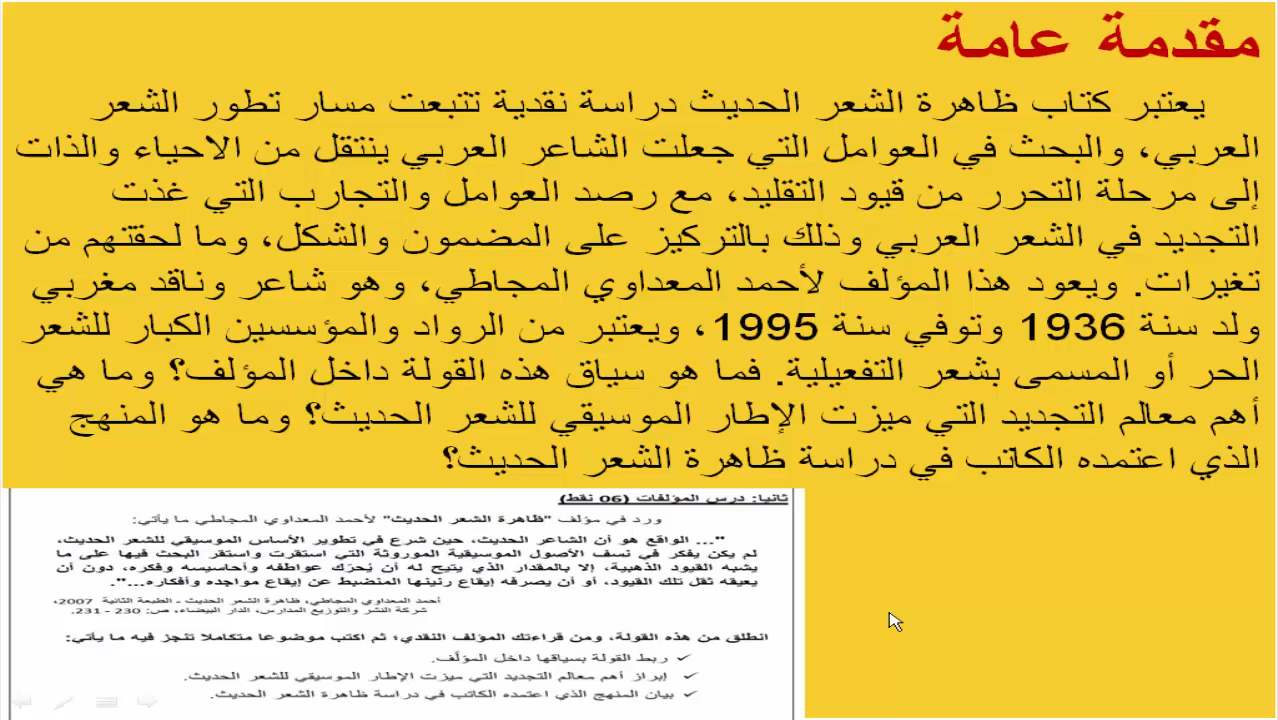 مقدمة عامة
يعتبر كتاب ظاهرة الشعر الحديث دراسة نقدية تتبعت مسار تطور الشعر
العربي، والبحث في العوامل التي جعلت الشاعر العربي ينتقل من الاحياء والذات
إلى مرحلة التحرر من قيود التقليد، مع رصد العوامل والتجارب التي غذت
التجديد في الشعر العربي وذلك بالتركيز على المضمون والشكل، وما لحقتهم من
تغيرات. ويعود هذا المؤلف لأحمد المعداوي المجاطي، وهو شاعر وناقد مغربي
ولد سنة 1936 وتوفي سنة 1995، ويعتبر من الرواد والمؤسسين الكبار للشعر
الحر أو المسمى بشعر التفعيلية. فما هو سياق هذه القولة داخل المؤلف؟ وما هي
أهم معالم التجديد التي ميزت الإطار الموسيقي للشعر الحديث؟ وما هو المنهج
الذي اعتمده الكاتب في دراسة ظاهرة الشعر الحديث؟
ثانيا: درس المؤلفات (06 نقط)
ورد في مؤلف "ظاهرة الشعر الحديث" لأحمد المعداوي المجاطي ما يأتي:
"... الواقع هو أن الشاعر الحديث، حين شرع في تطوير الأساس الموسيقي للشعر الحديث،
لم يكن يفكر في نسف الأصول الموسيقية الموروثة التي استقرت واستقر البحث فيها على ما
يشبه القيود الذهبية، إلا بالمقدار الذي يتيح له أن يُحرّك عواطفه وأحاسيسه وفكره، دون أن
يعيقه ثقل تلك القيود، أو أن يصرفه إيقاع رنينها المنضبط عن إيقاع مواجده وأفكاره...".
أحمد المعداوي المجاطي، ظاهرة الشعر الحديث - الطبعة الثانية 2007،
شركة النشر والتوزيع المدارس، الدار البيضاء، ص: 230 - 231.
انطلق من هذه القولة، ومن قراءتك المؤلف النقدي؛ ثم اكتب موضوعا متكاملا تنجز فيه ما يأتي:
✓ ربط القولة بسياقها داخل المؤلَّف.
✓ إبراز أهم معالم التجديد التي ميزت الإطار الموسيقي للشعر الحديث.
✓ بيان المنهج الذي اعتمده الكاتب في دراسة ظاهرة الشعر الحديث.